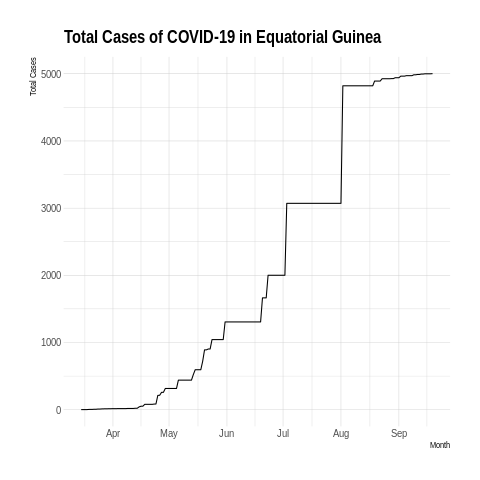 Total Cases of COVID-19 in Equatorial Guinea
Total Cases
5000
4000
3000
2000
1000
0
Apr May Jun Jul Aug Sep
Month